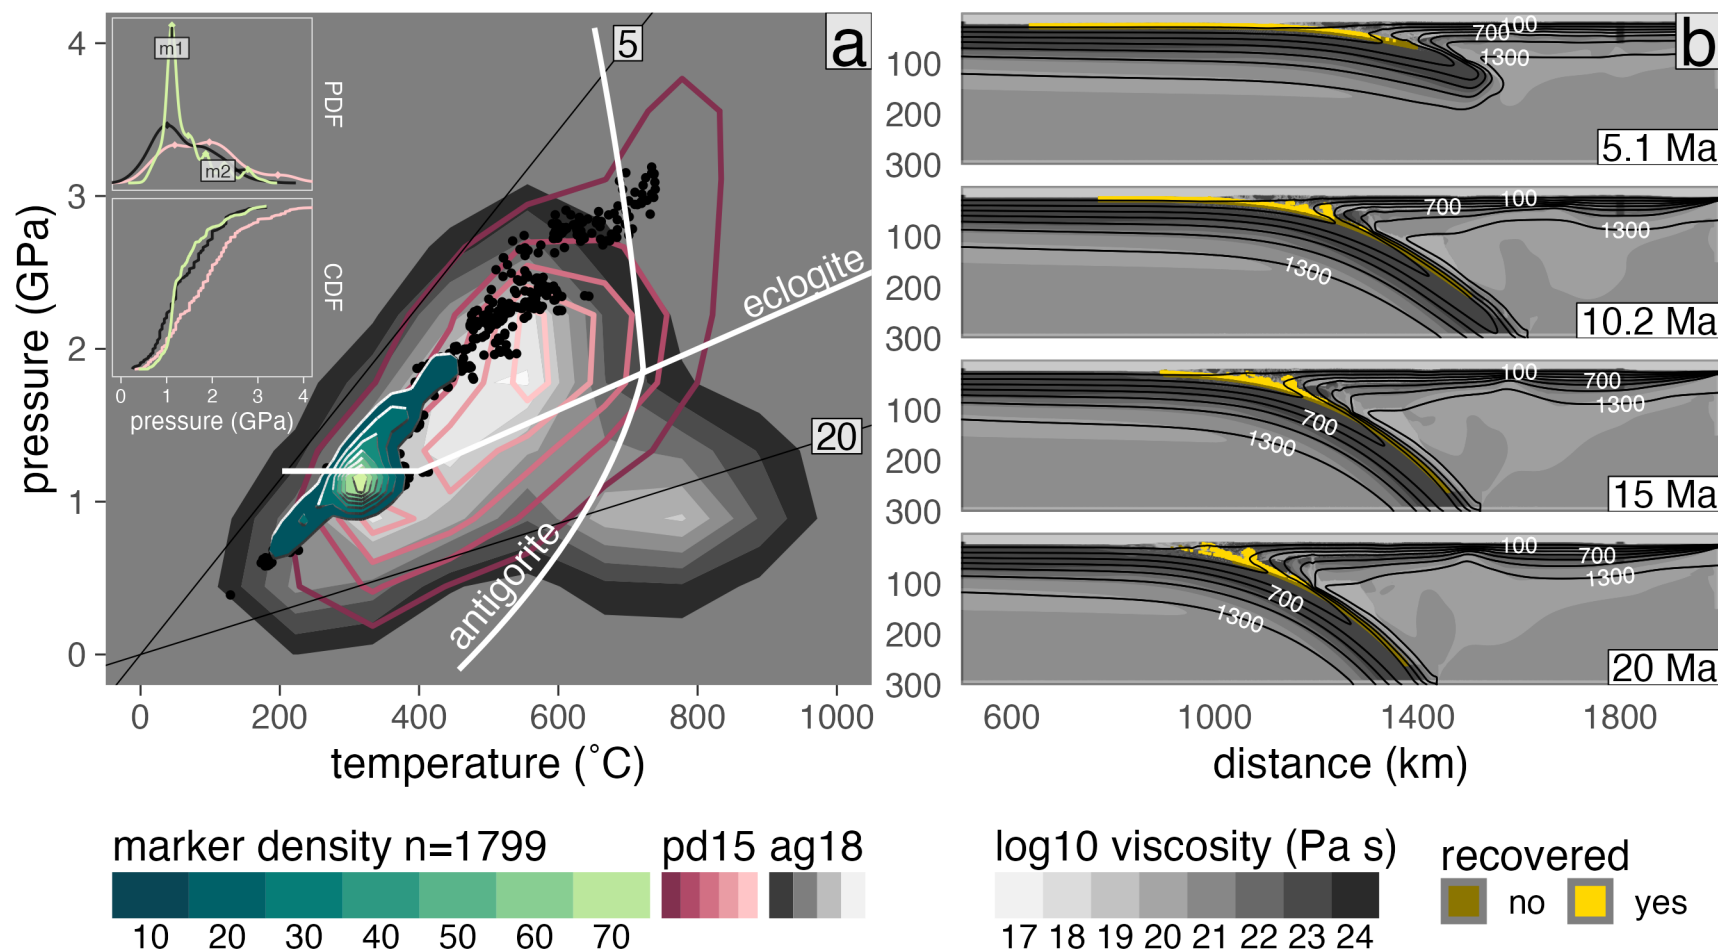 a
5
20
m1
m2
PDF
CDF
0 1 2 3 4
pressure (GPa)
eclogite
antigorite
4
3
2
1
0
pressure (GPa)
0 200 400 600 800 1000
temperature (˚C)
b
100
700
1300
5.1 Ma
100
200
300
100
700
1300
1300
10.2 Ma
100
200
300
100
700
1300
700
1300
15 Ma
100
200
300
100
700
1300
700
1300
20 Ma
100
200
300
600 1000 1400 1800
distance (km)
marker density n=1799
10 20 30 40 50 60 70
pd15 ag18
log10 viscosity (Pa s)
17 18 19 20 21 22 23 24
recovered
no yes